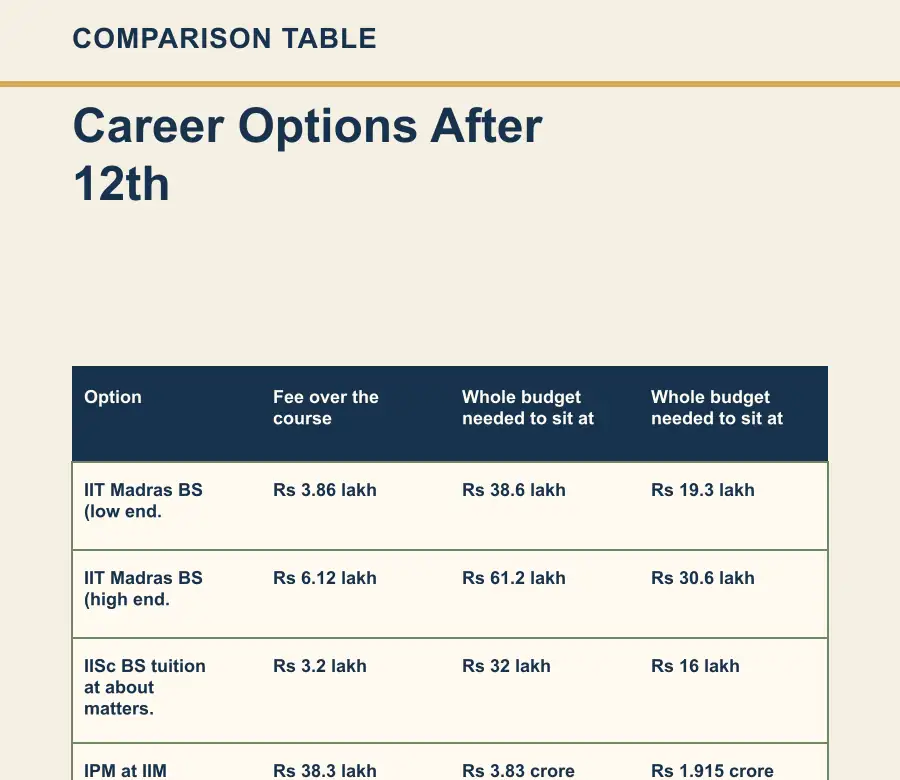 COMPARISON TABLE
Career Options After
12th
Option
Fee over the
course
Whole budget
needed to sit at
Whole budget
needed to sit at
IIT Madras BS
(low end.
Rs 3.86 lakh
Rs 38.6 lakh
Rs 19.3 lakh
IIT Madras BS
(high end.
Rs 6.12 lakh
Rs 61.2 lakh
Rs 30.6 lakh
IISc BS tuition
at about
matters.
Rs 3.2 lakh
Rs 32 lakh
Rs 16 lakh
IPM at IIM
Rs 38.3 lakh
Rs 3.83 crore
Rs 1.915 crore